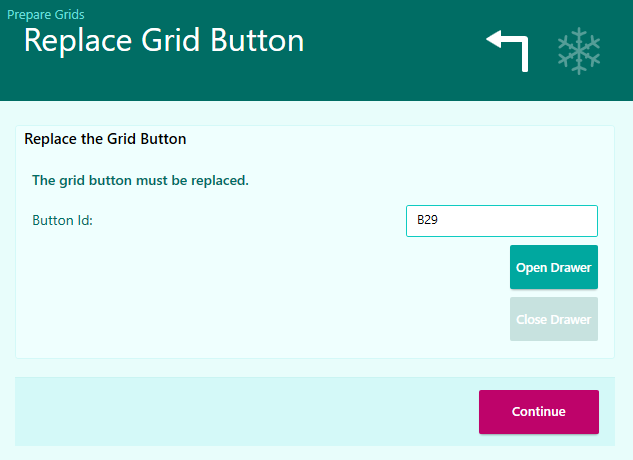 Prepare Grids
Replace Grid Button
Replace the Grid Button
The grid button must be replaced.
Button Id:
B29
Open Drawer
Close Drawer
Continue